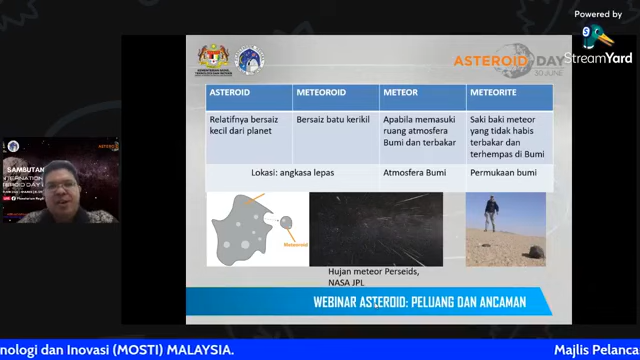 Powered by
StreamYard
ASTEROID DAY
30 JUNE
ASTEROID
METEOROID
METEOR
METEORITE
Relatifnya bersaiz
kecil dari planet
Bersaiz batu kerikil
Apabila memasuki
ruang atmosfera
Bumi dan terbakar
Saki baki meteor
yang tidak habis
terbakar dan
terhempas di Bumi
Lokasi: angkasa lepas
Atmosfera Bumi
Permukaan bumi
SAMBUTAN
Meteoroid
Hujan meteor Perseids,
NASA JPL
WEBINAR ASTEROID: PELUANG DAN ANCAMAN
nologi dan Inovasi (MOSTI) MALAYSIA.
Majlis Pelanca